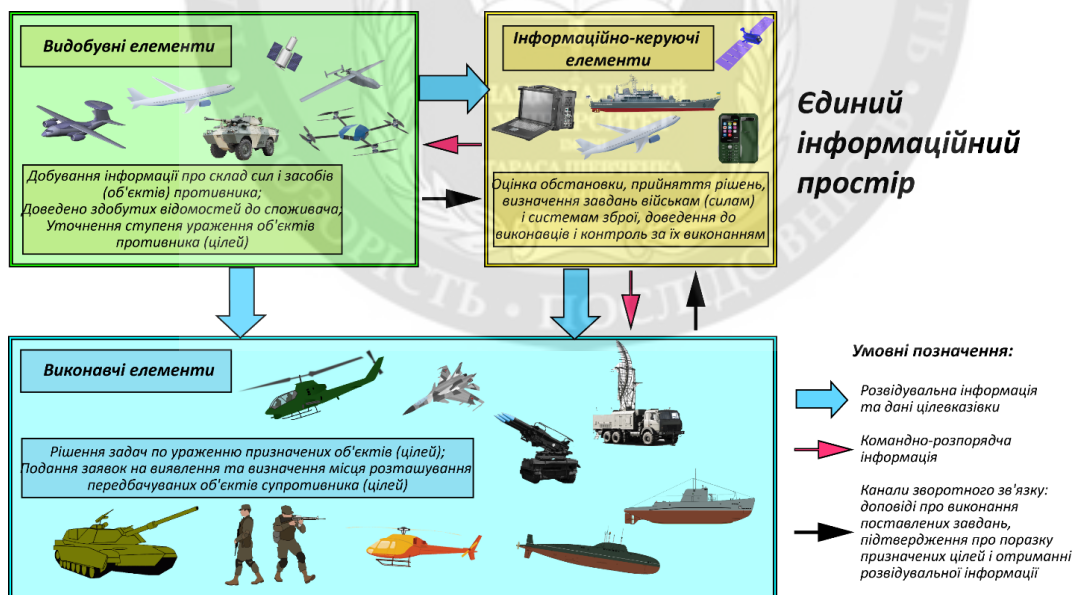 Видобувні елементи
Добування інформації про склад сил і засобів
(об'єктів) противника;
Доведено здобутих відомостей до споживача;
Уточнення ступеня ураження об'єктів
противника (цілей)
Інформаційно-керуючі
елементи
Оцінка обстановки, прийняття рішень,
визначення завдань військам (силам)
і системам зброї, доведення до
виконавців і контроль за їх виконанням
Єдиний
інформаційний
простір
Виконавчі елементи
Рішення задач по ураженню призначених об'єктів (цілей);
Подання заявок на виявлення та визначення місця розташування
передбачуваних об'єктів супротивника (цілей)
Умовні позначення:
Розвідувальна інформація
та дані цілевказівки
Командно-розпорядча
інформація
Канали зворотного зв'язку:
доповіді про виконання
поставлених завдань,
підтвердження про поразку
призначених цілей і отриманні
розвідувальної інформації
ТАРАСА ШЕВЧЕНКА
ПОСЛІДОВНІСТЬ